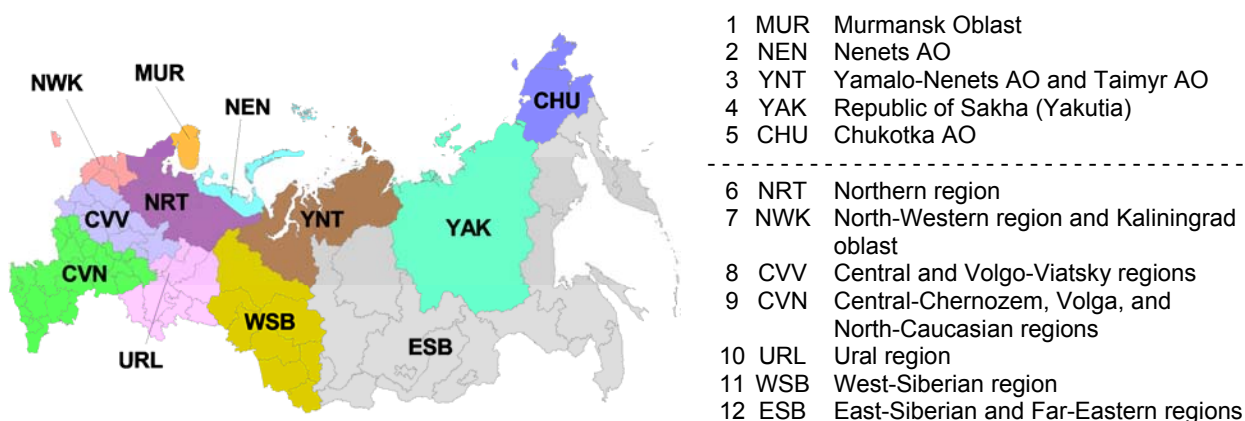 MUR
NWK
NEN
CHU
NRT
CVV
YNT
YAK
CVN
WSB
ESB
URL
1 MUR Murmansk Oblast
2 NEN Nenets AO
3 YNT Yamalo-Nenets AO and Taimyr AO
4 YAK Republic of Sakha (Yakutia)
5 CHU Chukotka AO
6 NRT Northern region
7 NWK North-Western region and Kaliningrad
oblast
8 CVV Central and Volgo-Viatsky regions
9 CVN Central-Chernozem, Volga, and
North-Caucasian regions
10 URL Ural region
11 WSB West-Siberian region
12 ESB East-Siberian and Far-Eastern regions